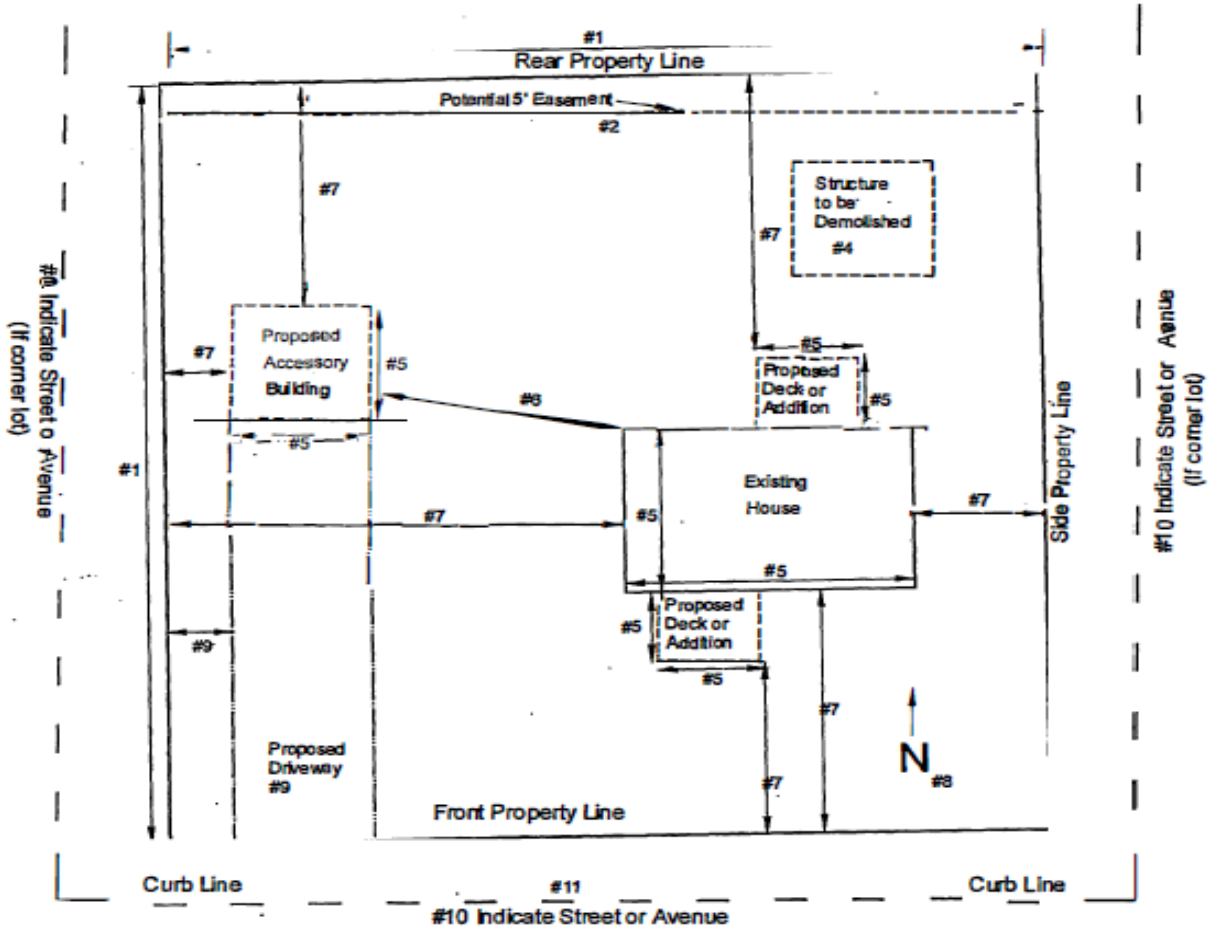 #1
Rear Property Line
Potential 5' Easement
#2
#7
Structure
to be
Demolished
#4
#7
#5
Proposed
Accessory
Building
#7
#5
#5
Proposed
Deck or
Addition
#5
#6
#5
Existing
House
#7
#7
#5
#5
#1
Indicate Street o Avenue
(If corner lot)
Side Property Line
#10 Indicate Street or Avenue
(If corner lot)
#9
Proposed
Deck or
Addition
#5
#5
#7
#7
N
#8
Proposed
Driveway
#9
Front Property Line
Curb Line
#11
Curb Line
#10 Indicate Street or Avenue